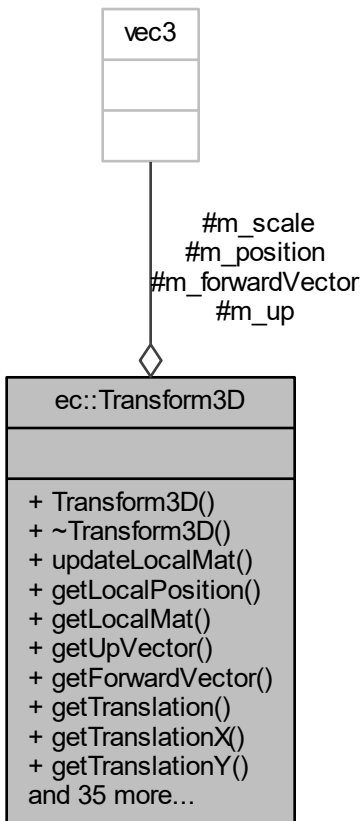 vec3
#m_scale
#m_position
#m_forwardVector
#m_up
ec::Transform3D
+ Transform3D()
+ ~Transform3D()
+ updateLocalMat()
+ getLocalPosition()
+ getLocalMat()
+ getUpVector()
+ getForwardVector()
+ getTranslation()
+ getTranslationX()
+ getTranslationY()
and 35 more...